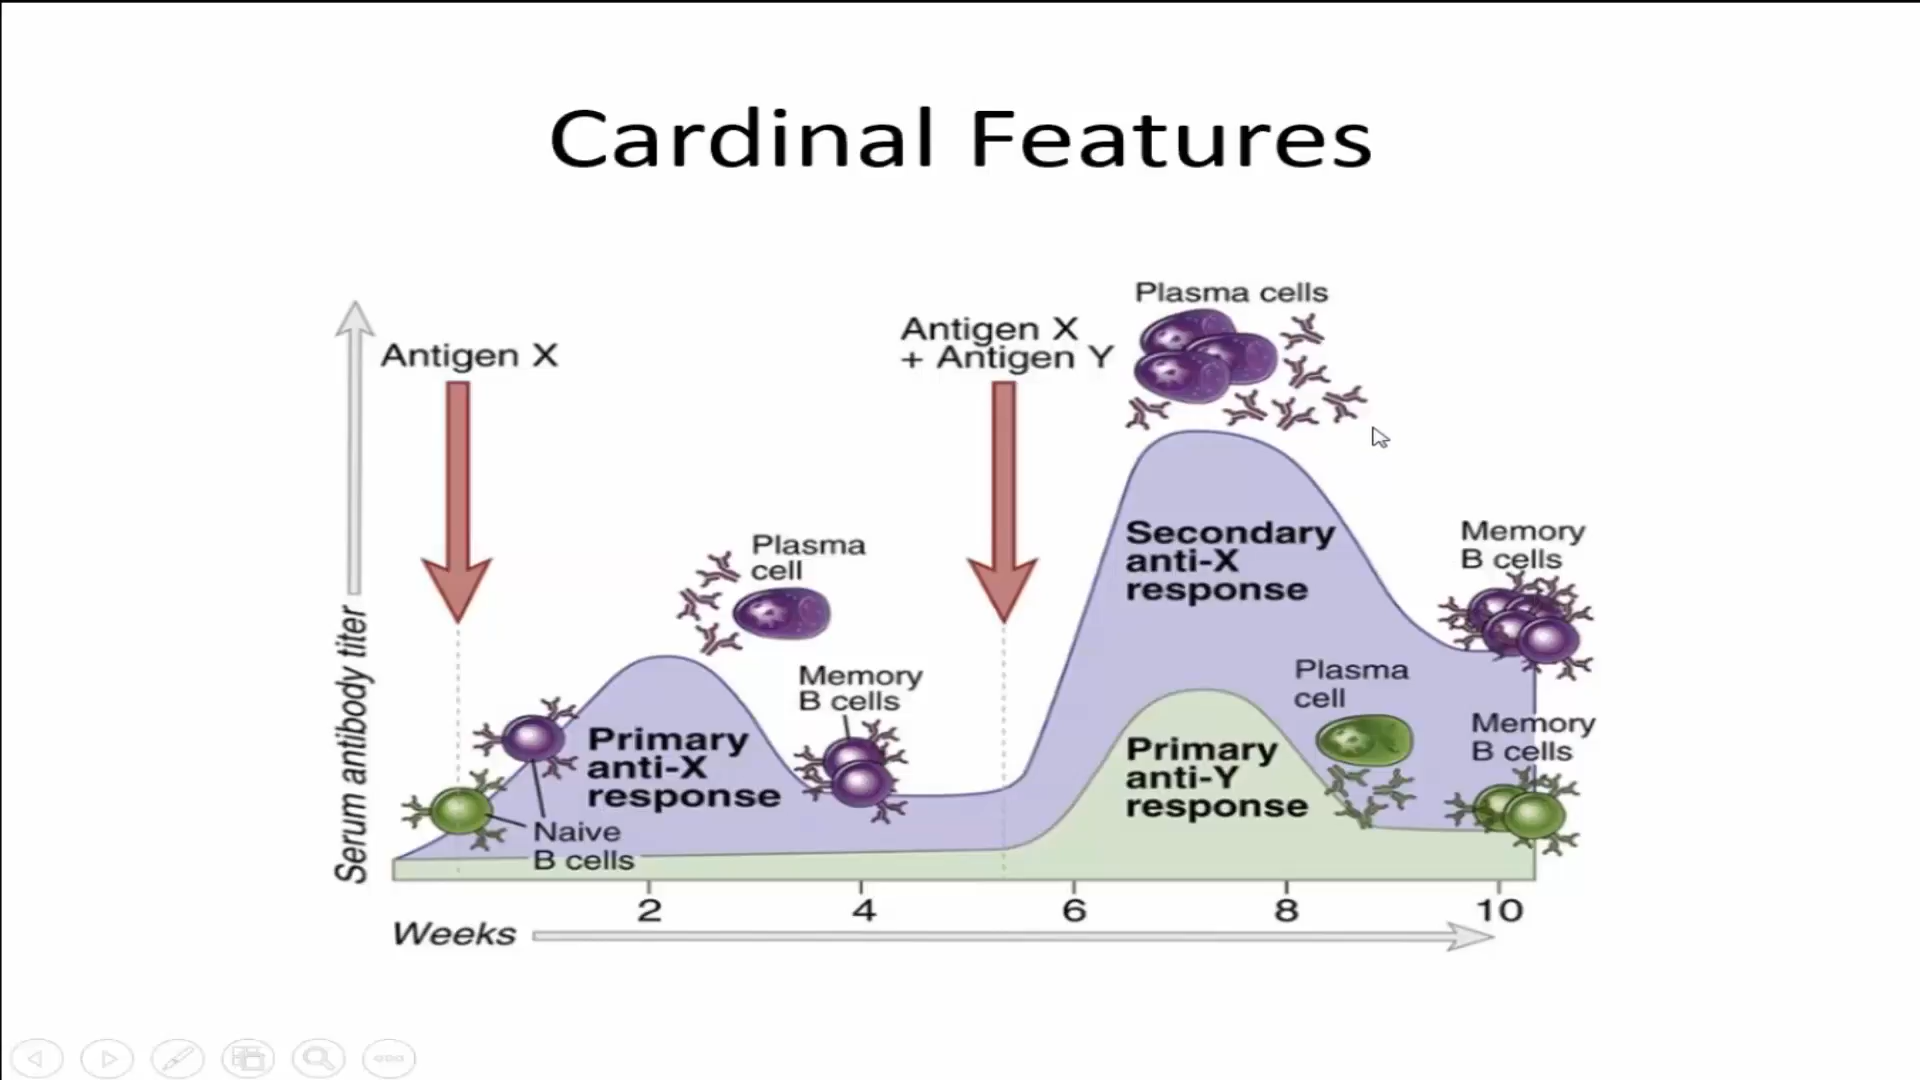 Cardinal Features
Plasma cells
Antigen X
Antigen X
+ Antigen Y
Plasma
cell
Secondary
anti-X
response
Memory
B cells
Memory
B cells
Plasma
cell
Primary
anti-X
response
Primary
anti-Y
response
Memory
B cells
Naive
B cells
Serum antibody titer
2
4
6
8
10
Weeks